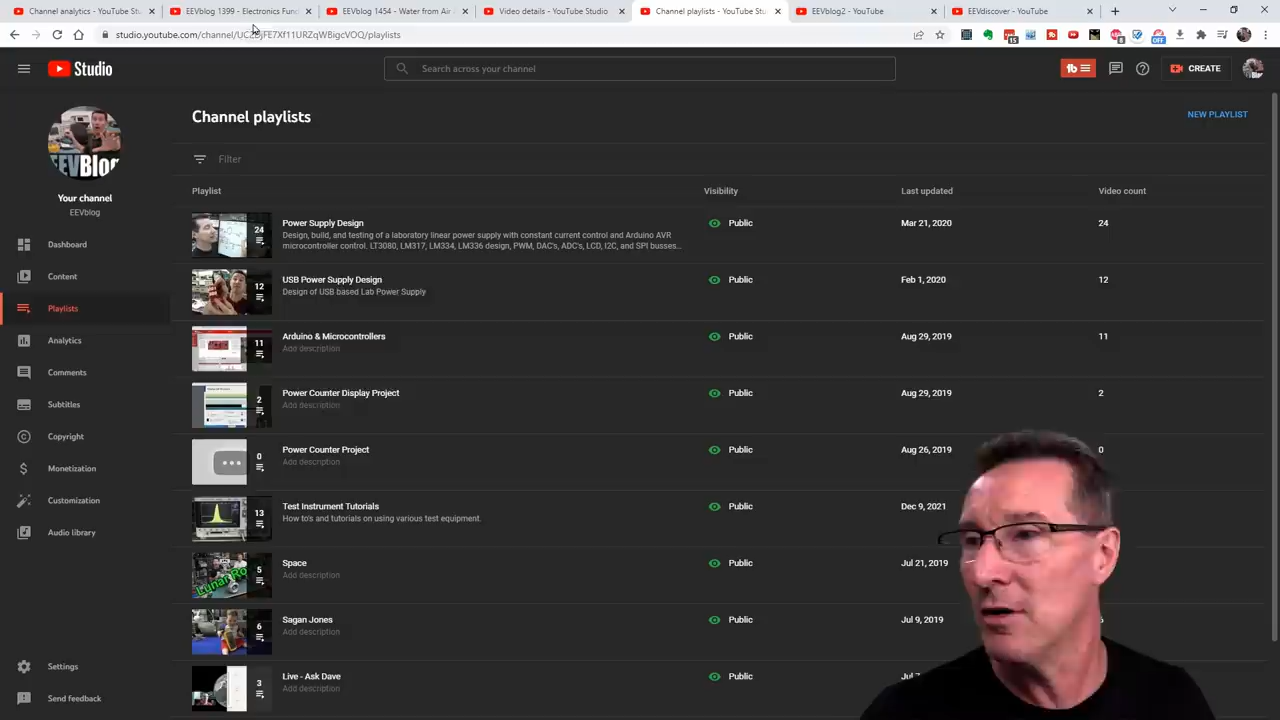 Channel analytics - YouTube Stu
EEVblog 1399 - Electronics Fund
EEVblog 1454 - Water from Air
Video details - YouTube Studio
Channel playlists - YouTube Stu
EEVblog2 - YouTube
EEVdiscover - YouTube
15
8
OFF
Studio
Search across your channel
CREATE
EEVBlog
Your channel
EEVblog
Dashboard
Content
Playlists
Analytics
Comments
Subtitles
Copyright
Monetization
Customization
Audio library
Settings
Send feedback
Channel playlists
NEW PLAYLIST
Filter
Playlist
Visibility
Last updated
Video count
24
Power Supply Design
Design, build, and testing of a laboratory linear power supply with constant current control and Arduino AVR
microcontroller control. LT3080, LM317, LM334, LM336 design, PWM, DAC's, ADC's, LCD, I2C, and SPI busses...
Public
Mar 21, 2020
24
12
USB Power Supply Design
Design of USB based Lab Power Supply
Public
Feb 1, 2020
12
11
Arduino & Microcontrollers
Add description
Public
Aug 29, 2019
11
2
Power Counter Display Project
Add description
Public
Aug 29, 2019
2
0
Power Counter Project
Add description
Public
Aug 26, 2019
0
13
Test Instrument Tutorials
How to's and tutorials on using various test equipment.
Public
Dec 9, 2021
Lunar Ro
5
Space
Add description
Public
Jul 21, 2019
6
Sagan Jones
Add description
Public
Jul 9, 2019
3
Live - Ask Dave
Add description
Public